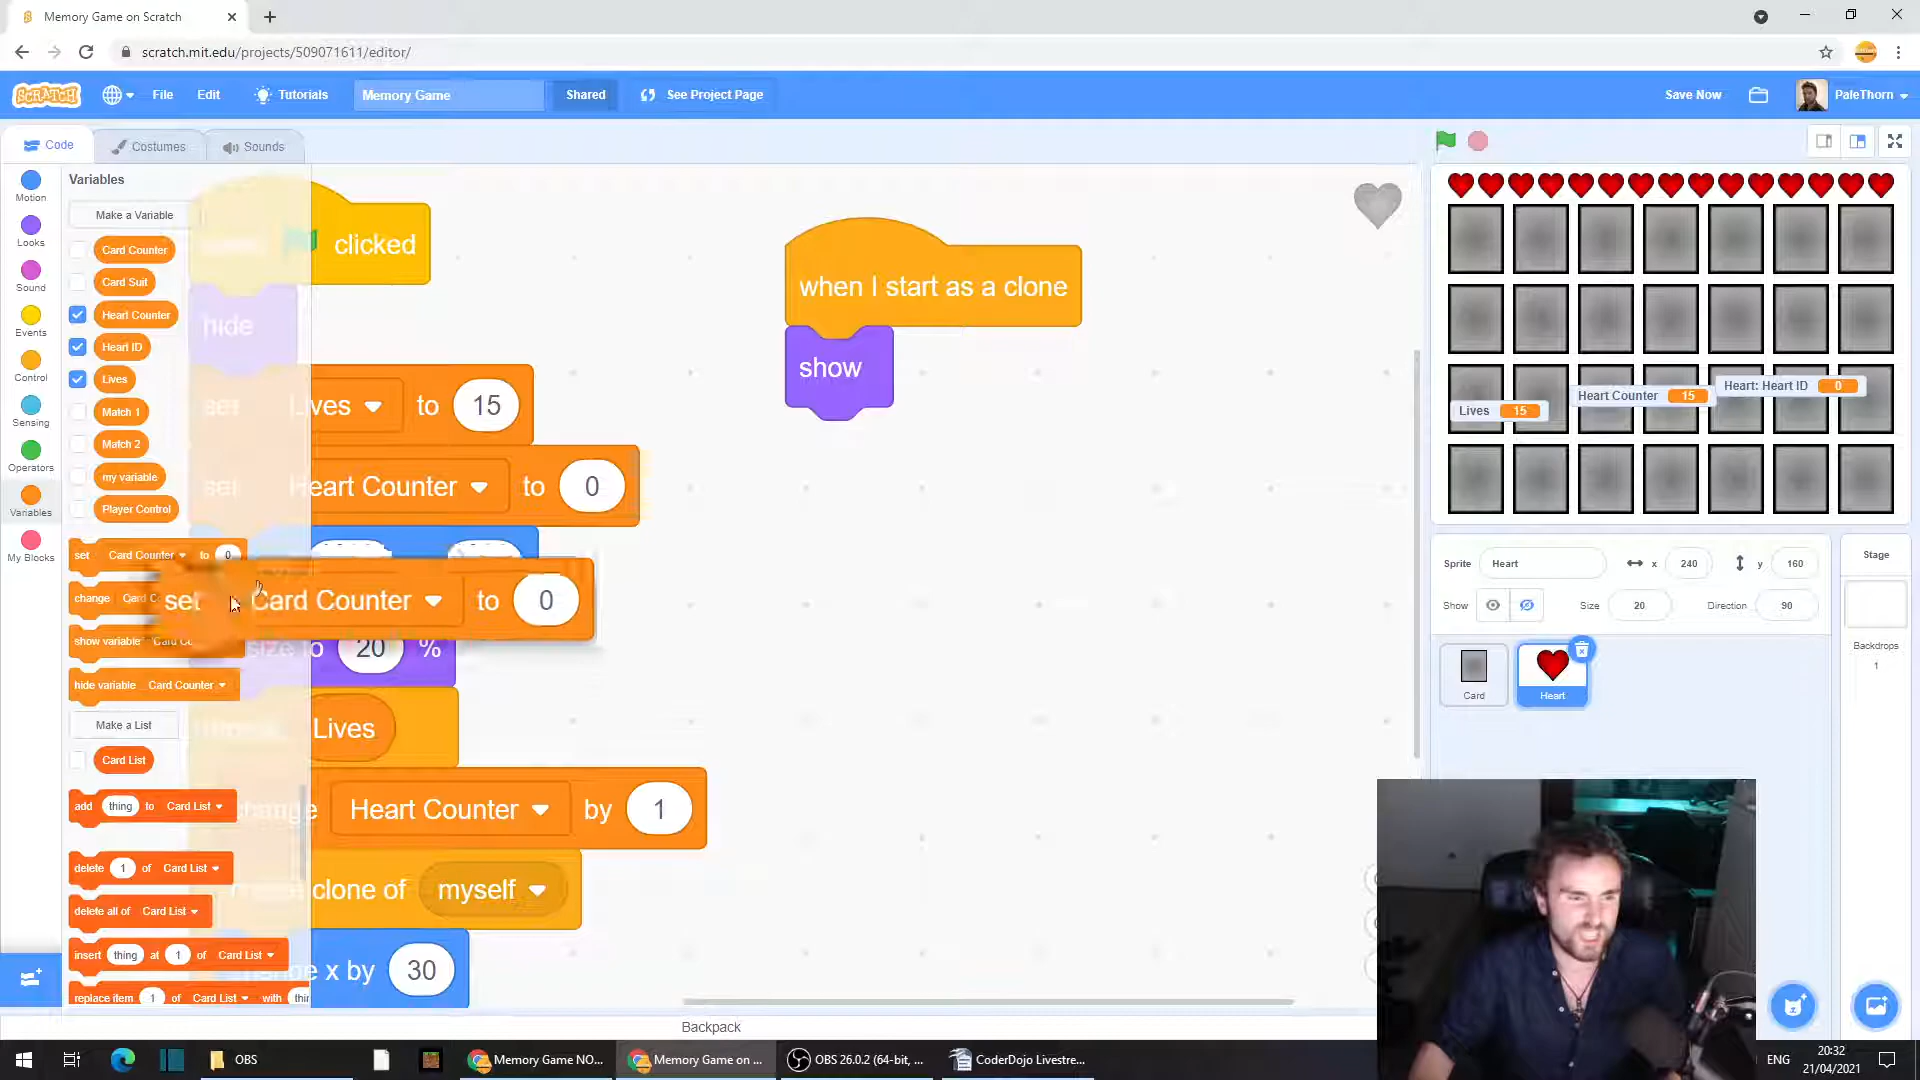 Memory Game on Scratch
scratch.mit.edu/projects/509071611/editor/
SCRATCH
File
Edit
Tutorials
Memory Game
Shared
See Project Page
Save Now
PaleThorn
Code
Costumes
Sounds
Motion
Looks
Sound
Events
Control
Sensing
Operators
Variables
My Blocks
Variables
Make a Variable
Card Counter
Card Suit
Heart Counter
Heart ID
Lives
Match 1
Match 2
my variable
Player Control
set Card Counter to 0
change
show variable
hide variable Card Counter
Make a List
Card List
add thing to Card List
delete 1 of Card List
delete all of Card List
insert thing at 1 of Card List
replace item 1 of Card List with
clicked
hide
set Lives to 15
set Heart Counter to 0
set Card Counter to 0
size to 20 %
Lives
change Heart Counter by 1
clone of myself
x by 30
when I start as a clone
show
Lives 15
Heart Counter 15
Heart: Heart ID 0
Sprite Heart x 240 y 160
Show Size 20 Direction 90
Card
Heart
Stage
Backdrops
1
Backpack
OBS
Memory Game NO...
Memory Game on ...
OBS 26.0.2 (64-bit, ...
CoderDojo Livestre...
ENG
20:32
21/04/2021